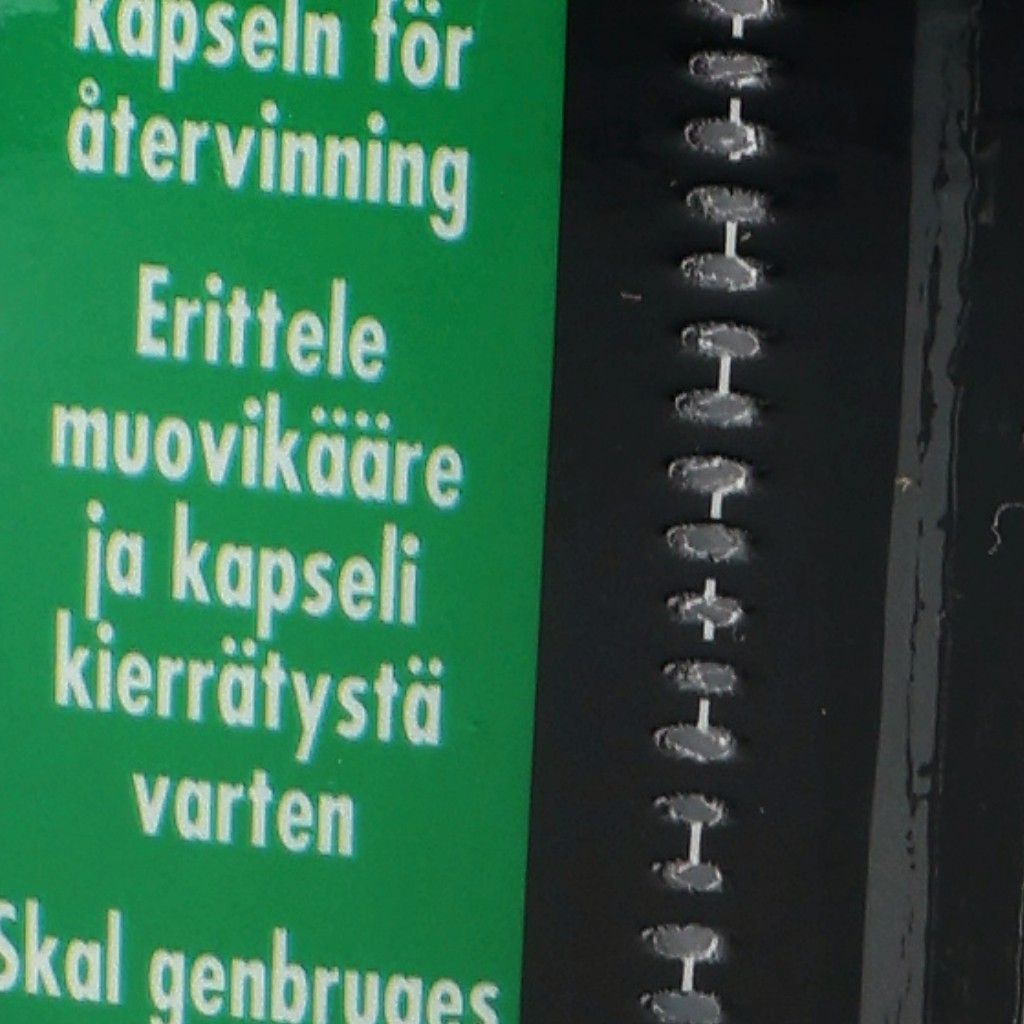 kapseln för
återvinning
Erittele
muovikääre
ja kapseli
kierrätystä
varten
Skal genbruges